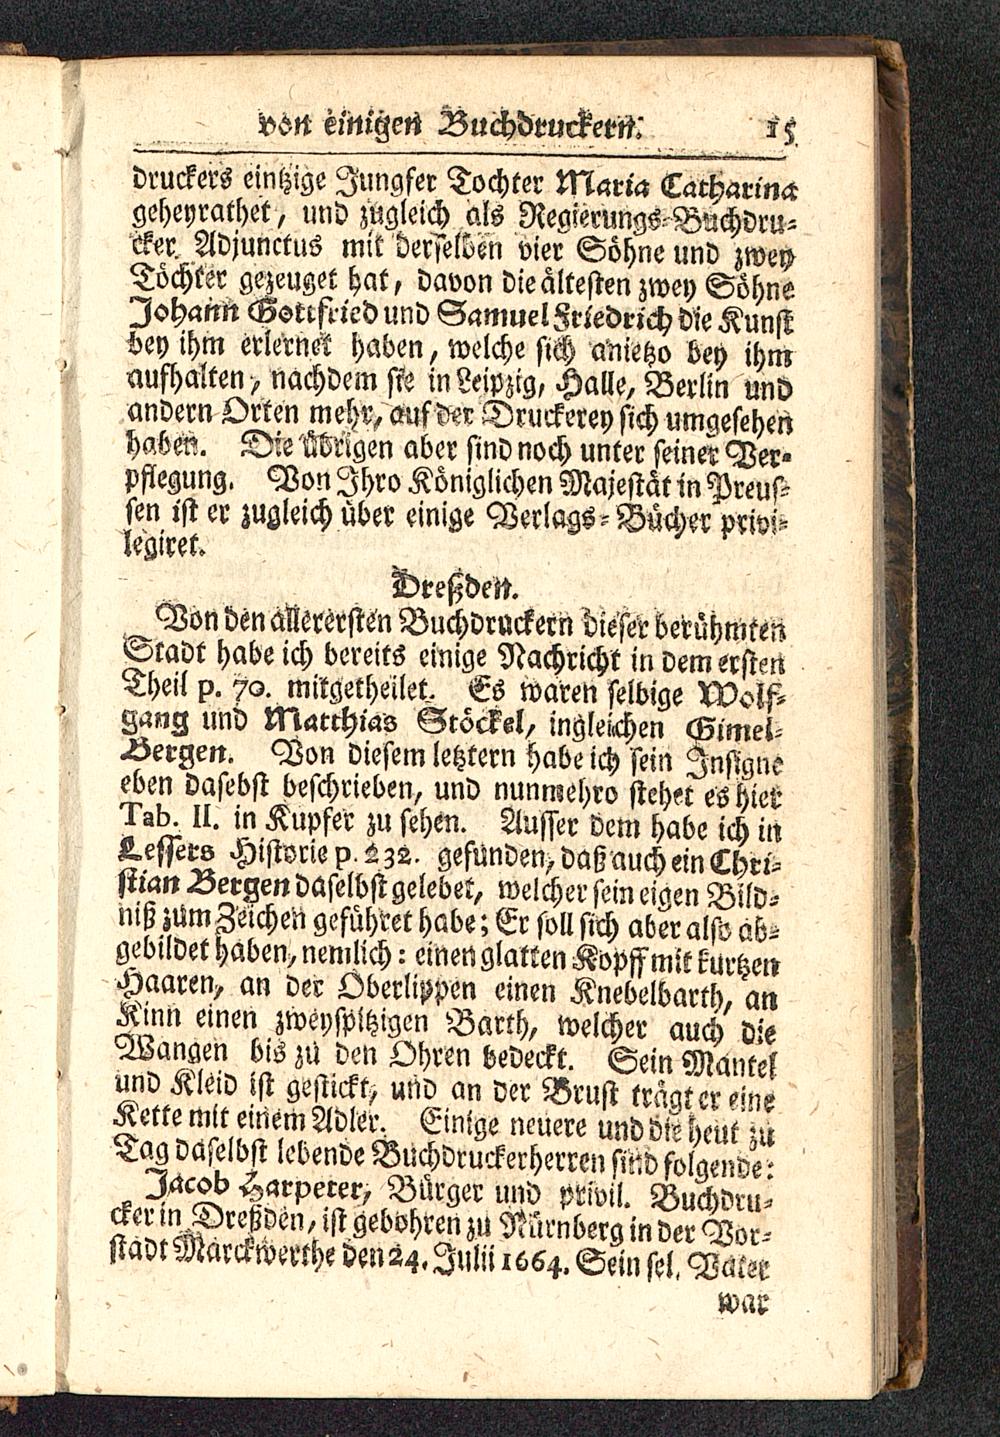 von einigen Buchdruckern. 15
druckers eintzige Jungfer Tochter Maria Catharina
geheyrathet, und zugleich als Regierungs-Buchdru-
cker Adjunctus mit derselben vier Söhne und zwey
Töchter gezeuget hat, davon die ältesten zwey Söhne
Johann Gottfried und Samuel Friedrich die Kunst
bey ihm erlernet haben, welche sich anietzo bey ihm
aufhalten, nachdem sie in Leipzig, Halle, Berlin und
andern Orten mehr, auf der Druckerey sich umgesehen
haben. Die übrigen aber sind noch unter seiner Ver-
pflegung. Von Ihro Königlichen Majestät in Preus-
sen ist er zugleich über einige Verlags-Bücher privi-
legiret.
Dreßden.
Von den allerersten Buchdruckern dieser berühmten
Stadt habe ich bereits einige Nachricht in dem ersten
Theil p. 70. mitgetheilet. Es waren selbige Wolf-
gang und Matthias Stöckel, ingleichen Gimel-
Bergen. Von diesem letztern habe ich sein Insigne
eben dasebst beschrieben, und nunmehro stehet es hier
Tab. II. in Kupfer zu sehen. Ausser dem habe ich in
Lessers Historie p. 232. gefunden, daß auch ein Chri-
stian Bergen daselbst gelebet, welcher sein eigen Bild-
niß zum Zeichen geführet habe; Er soll sich aber also ab-
gebildet haben, nemlich: einen glatten Kopff mit kurtzen
Haaren, an der Oberlippen einen Knebelbarth, an
Kinn einen zweyspitzigen Barth, welcher auch die
Wangen bis zu den Ohren bedeckt. Sein Mantel
und Kleid ist gestickt, und an der Brust trägt er eine
Kette mit einem Adler. Einige neuere und die heut zu
Tag daselbst lebende Buchdruckerherren sind folgende:
Jacob Harpeter, Bürger und privil. Buchdru-
cker in Dreßden, ist gebohren zu Nürnberg in der Vor-
stadt Marckwerthe den 24. Julii 1664. Sein sel. Vater
war